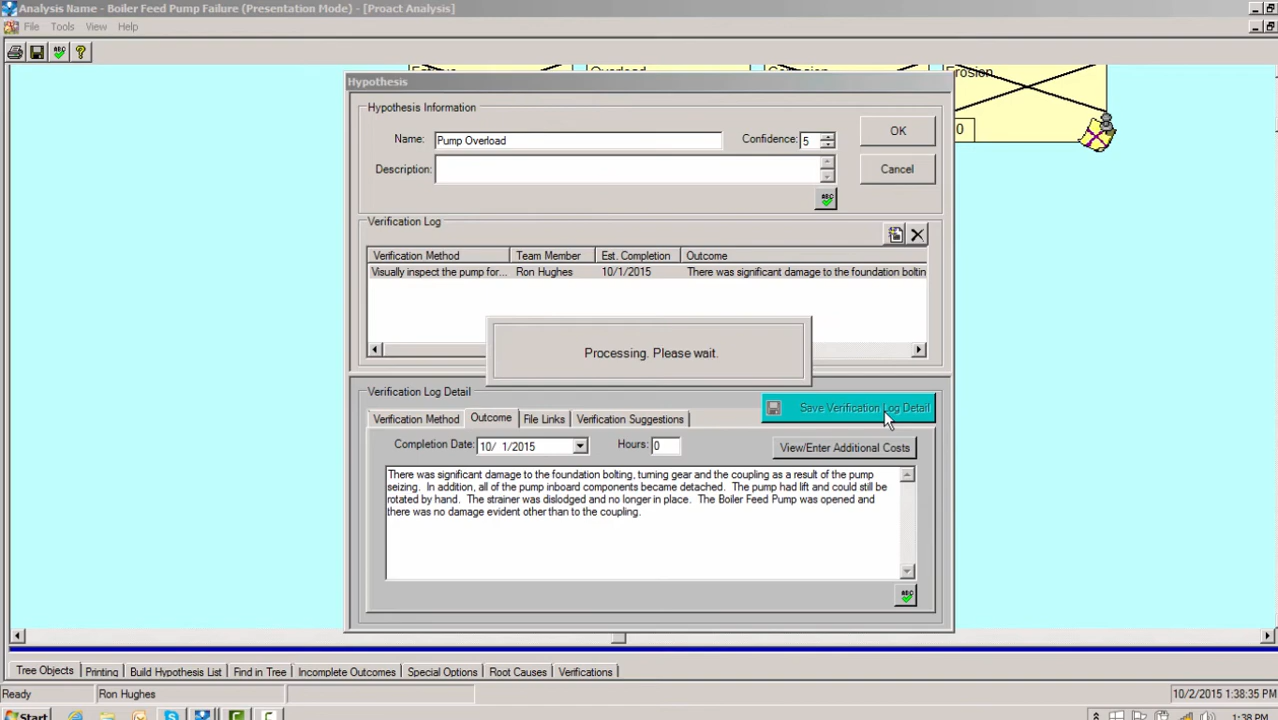 Analysis Name - Boiler Feed Pump Failure (Presentation Mode) - [Proact Analysis]
File Tools View Help
Overload
Erosion
0
Hypothesis
Hypothesis Information
Name: Pump Overload Confidence: 5 OK
Description: Cancel
ABC
Verification Log
Verification Method Team Member Est. Completion Outcome
Visually inspect the pump for... Ron Hughes 10/1/2015 There was significant damage to the foundation boltin
Processing. Please wait.
Verification Log Detail
Save Verification Log Detail
Verification Method Outcome File Links Verification Suggestions
Completion Date: 10/ 1/2015 Hours: 0 View/Enter Additional Costs
There was significant damage to the foundation bolting, turning gear and the coupling as a result of the pump
seizing. In addition, all of the pump inboard components became detached. The pump had lift and could still be
rotated by hand. The strainer was dislodged and no longer in place. The Boiler Feed Pump was opened and
there was no damage evident other than to the coupling.
ABC
Tree Objects Printing Build Hypothesis List Find in Tree Incomplete Outcomes Special Options Root Causes Verifications
Ready Ron Hughes 10/2/2015 1:38:35 PM
Start 1:38 PM